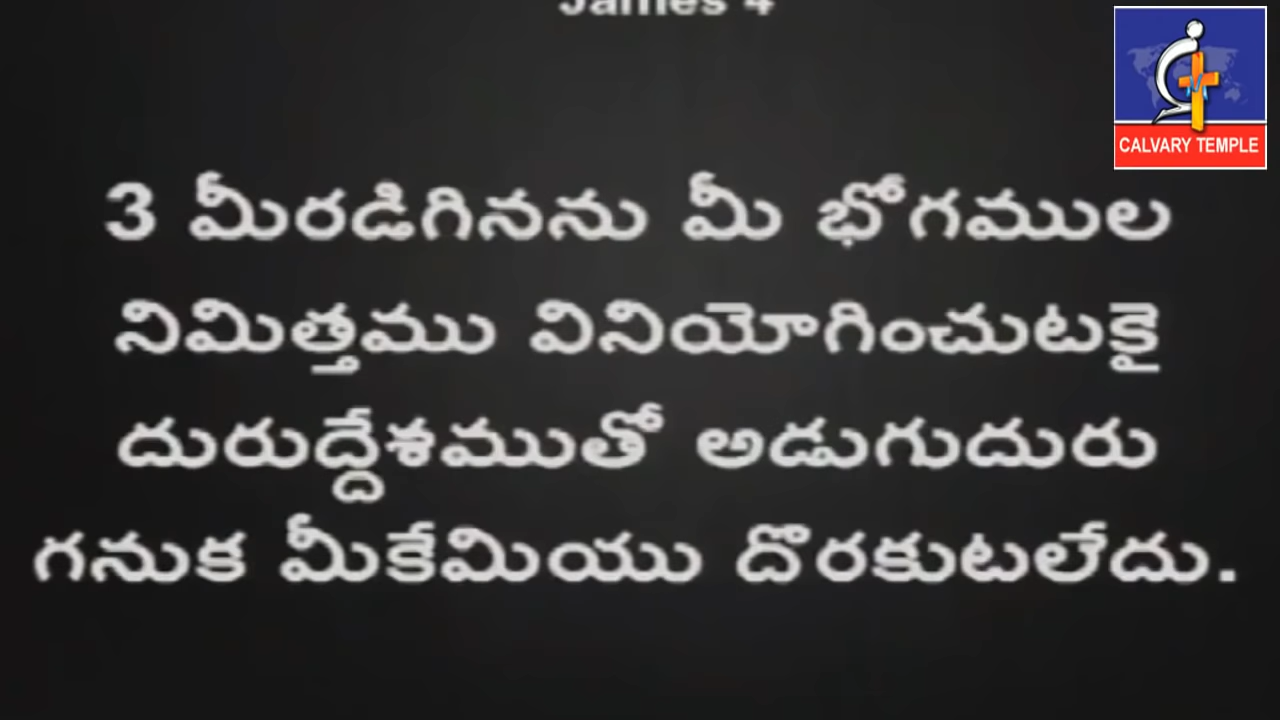 James 4
CALVARY TEMPLE
3 మీరడిగినను మీ భోగముల
నిమిత్తము వినియోగించుటకై
దురుద్దేశముతో అడుగుదురు
గనుక మీకేమియు దొరకుటలేదు.